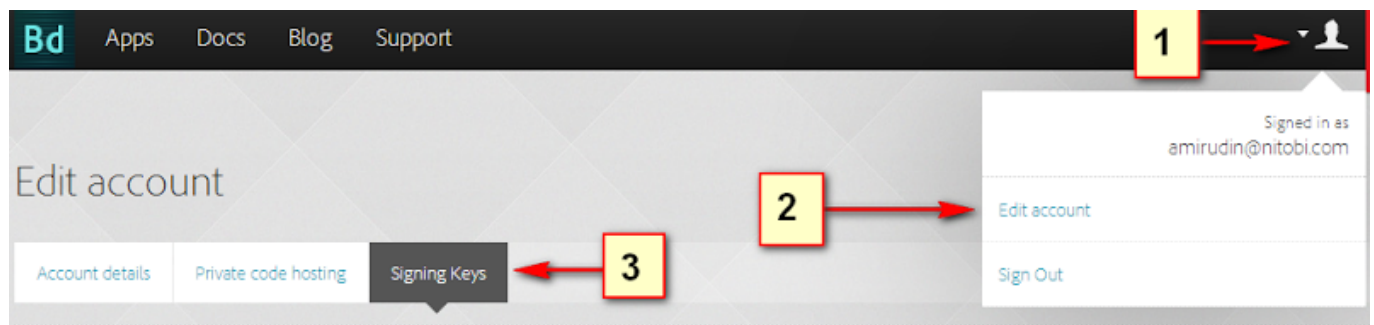 Bd Apps Docs Blog Support 1
Signed in as
amirudin@nitobi.com
Edit account
2 Edit account
Account details Private code hosting Signing Keys 3 Sign Out